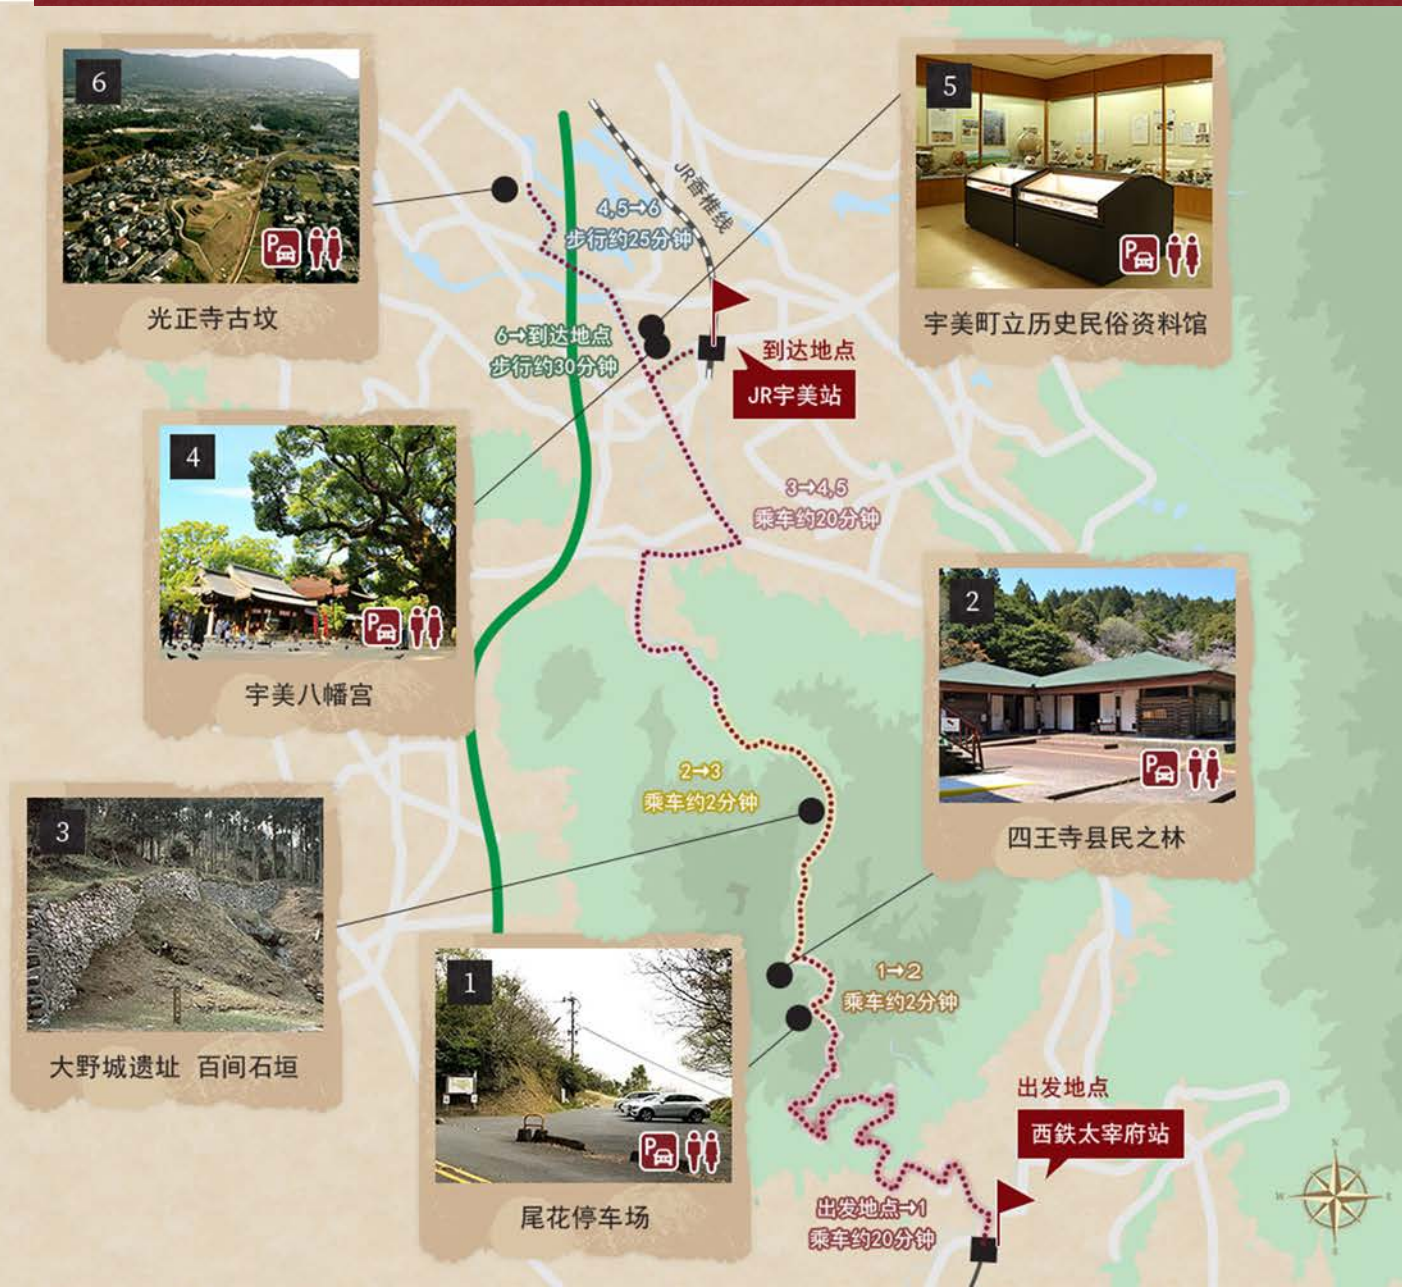 6
光正寺古坟
5
宇美町立历史民俗资料馆
JR香椎线
4,5→6
步行约25分钟
6→到达地点
步行约30分钟
到达地点
JR宇美站
4
宇美八幡宫
3→4,5
乘车约20分钟
2
四王寺县民之林
2→3
乘车约2分钟
3
大野城遗址 百间石垣
1
尾花停车场
1→2
乘车约2分钟
出发地点
西鉄太宰府站
出发地点→1
乘车约20分钟
P
P
P
P
P
N
W
E
S